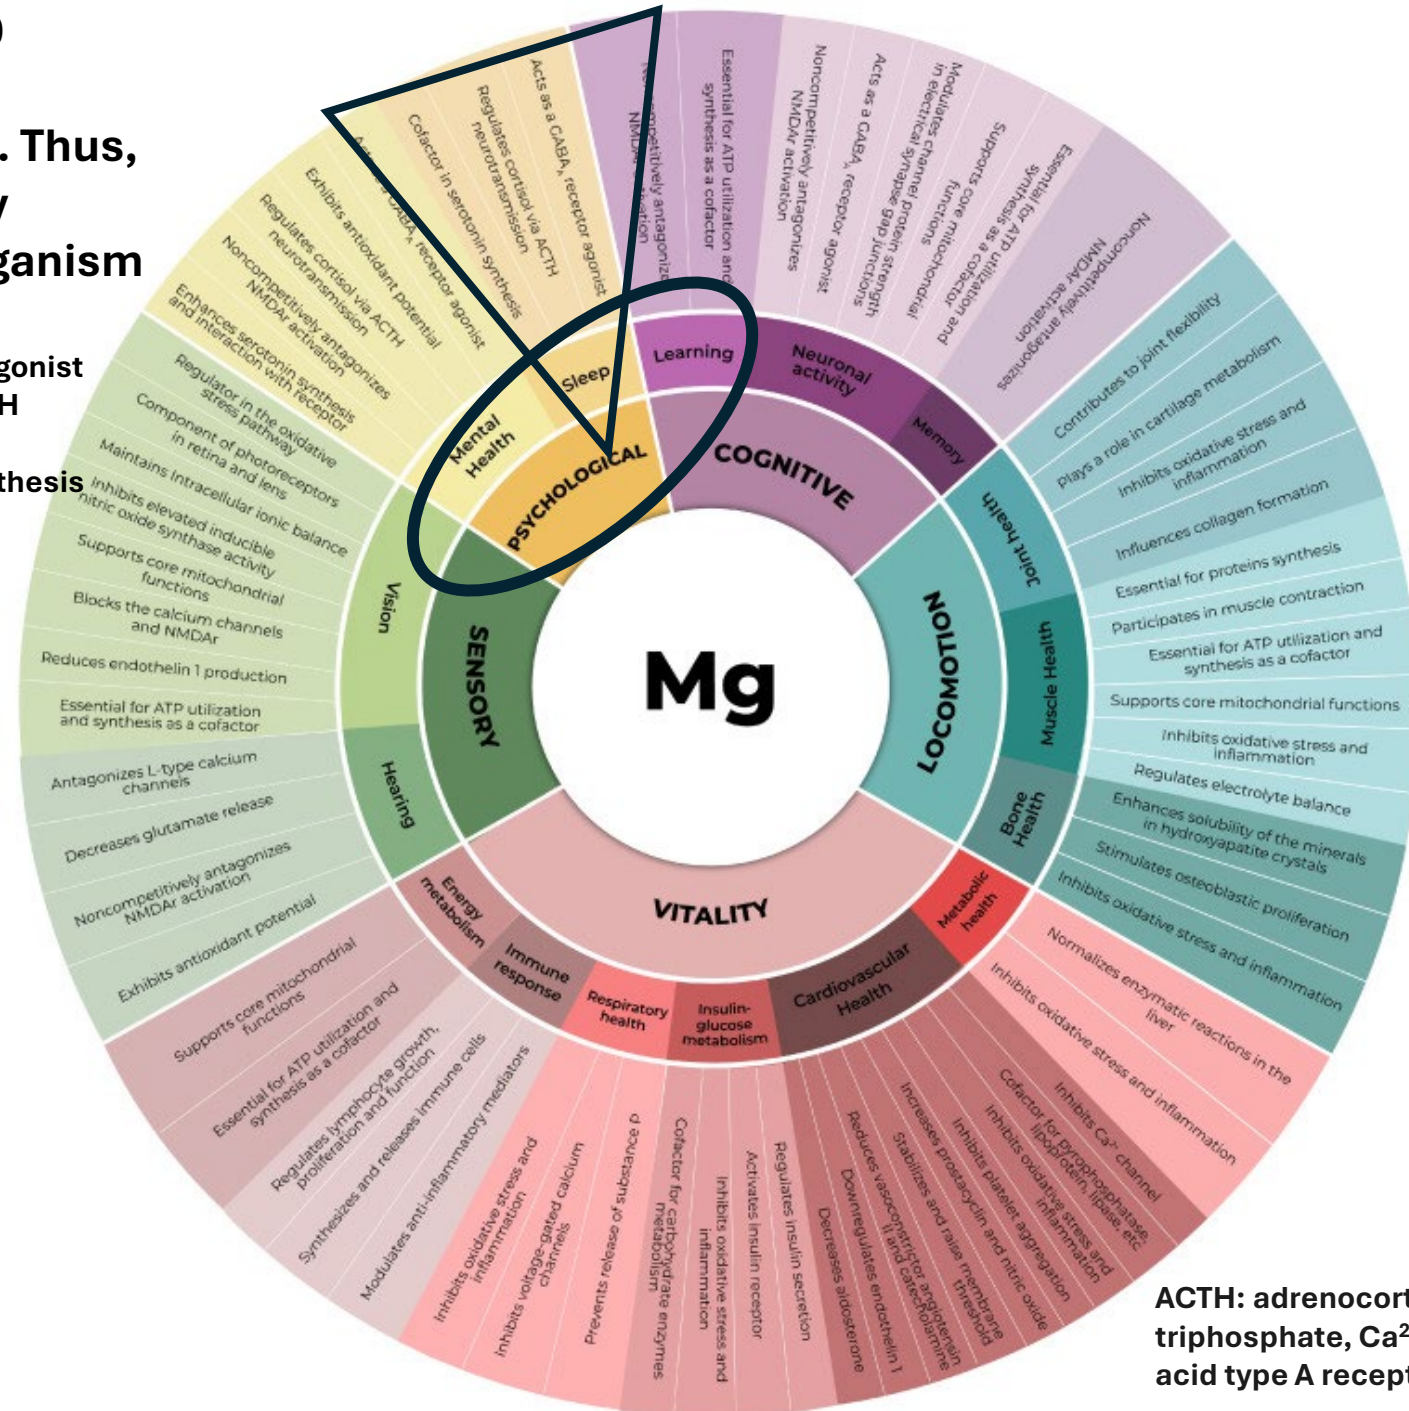 )
. Thus,
y
ganism
gonist
H
thesis
Mg
PSYCHOLOGICAL
Mental
Health
Enhances serotonin synthesis
and interaction with receptor
Noncompetitively antagonizes
NMDAr activation
Regulates cortisol via ACTH
neurotransmission
Exhibits antioxidant potential
Acts as a GABA A receptor agonist
Sleep
Cofactor in serotonin synthesis
Regulates cortisol via ACTH
neurotransmission
Acts as a GABA A receptor agonist
COGNITIVE
Learning
Noncompetitively antagonizes
NMDAr activation
Essential for ATP utilization and
synthesis as a cofactor
Neuronal
activity
Noncompetitively antagonizes
NMDAr activation
Acts as a GABA A receptor agonist
Modulates channel protein strength
in electrical synapse gap junctions
Supports core mitochondrial
functions
Essential for ATP utilization and
synthesis as a cofactor
Memory
Noncompetitively antagonizes
NMDAr activation
LOCOMOTION
Joint health
Contributes to joint flexibility
plays a role in cartilage metabolism
Inhibits oxidative stress and
inflammation
Influences collagen formation
Muscle Health
Essential for proteins synthesis
Participates in muscle contraction
Essential for ATP utilization and
synthesis as a cofactor
Supports core mitochondrial functions
Inhibits oxidative stress and
inflammation
Regulates electrolyte balance
Bone
Health
Enhances solubility of the minerals
in hydroxyapatite crystals
Stimulates osteoblastic proliferation
Inhibits oxidative stress and inflammation
VITALITY
Metabolic
health
Normalizes enzymatic reactions in the
liver
Inhibits oxidative stress and inflammation
Cardiovascular
Health
Inhibits Ca²⁺ channel
Cofactor for pyrophosphatase,
lipoprotein, lipase, etc
Inhibits oxidative stress and
inflammation
Inhibits platelet aggregation
Increases prostacyclin and nitric oxide
Stabilizes and raise membrane
threshold
Reduces vasoconstrictor angiotensin
II and catecholamine
Downregulates endothelin 1
Decreases aldosterone
Insulin-
glucose
metabolism
Regulates insulin secretion
Activates insulin receptor
Inhibits oxidative stress and
inflammation
Cofactor for carbohydrate enzymes
metabolism
Respiratory
health
Prevents release of substance p
Inhibits voltage-gated calcium
channels
Inhibits oxidative stress and
inflammation
Immune
response
Modulates anti-inflammatory mediators
Synthesizes and releases immune cells
Regulates lymphocyte growth,
proliferation and function
Energy
metabolism
Essential for ATP utilization and
synthesis as a cofactor
Supports core mitochondrial
functions
SENSORY
Hearing
Exhibits antioxidant potential
Noncompetitively antagonizes
NMDAr activation
Decreases glutamate release
Antagonizes L-type calcium
channels
Vision
Essential for ATP utilization
and synthesis as a cofactor
Reduces endothelin 1 production
Blocks the calcium channels
and NMDAr
Supports core mitochondrial
functions
Inhibits elevated inducible
nitric oxide synthase activity
Maintains intracellular ionic balance
Component of photoreceptors
in retina and lens
Regulator in the oxidative
stress pathway
ACTH: adrenocort
triphosphate, Ca²
acid type A recept